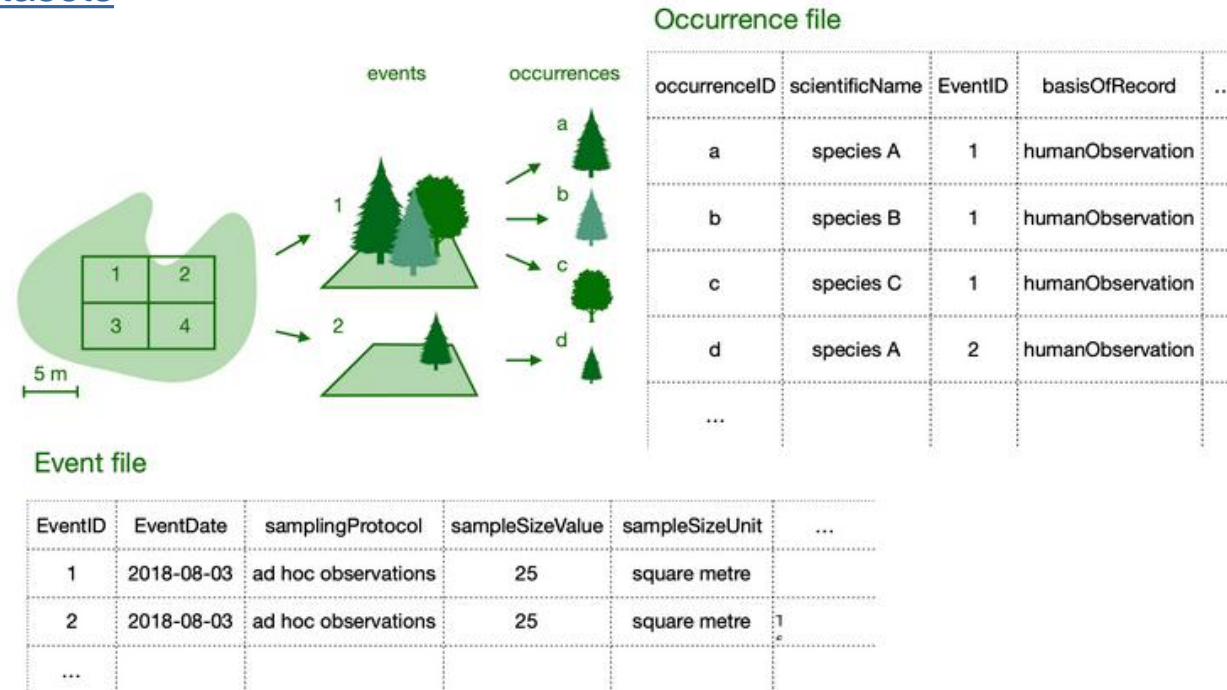 Occurrence file
events occurrences
a
b
1
c
2
d
1 2
3 4
5 m
occurrenceID scientificName EventID basisOfRecord ...
a species A 1 humanObservation
b species B 1 humanObservation
c species C 1 humanObservation
d species A 2 humanObservation
...
Event file
EventID EventDate samplingProtocol sampleSizeValue sampleSizeUnit ...
1 2018-08-03 ad hoc observations 25 square metre
2 2018-08-03 ad hoc observations 25 square metre
...